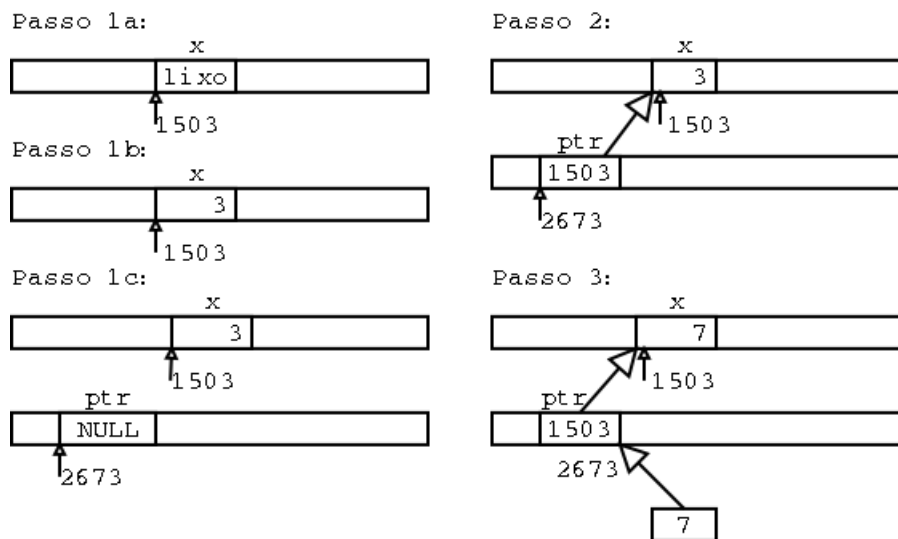 Passo 1a:
x
lixo
1503
Passo 1b:
x
3
1503
Passo 1c:
x
3
1503
ptr
NULL
2673
Passo 2:
x
3
1503
ptr
1503
2673
Passo 3:
x
7
1503
ptr
1503
2673
7